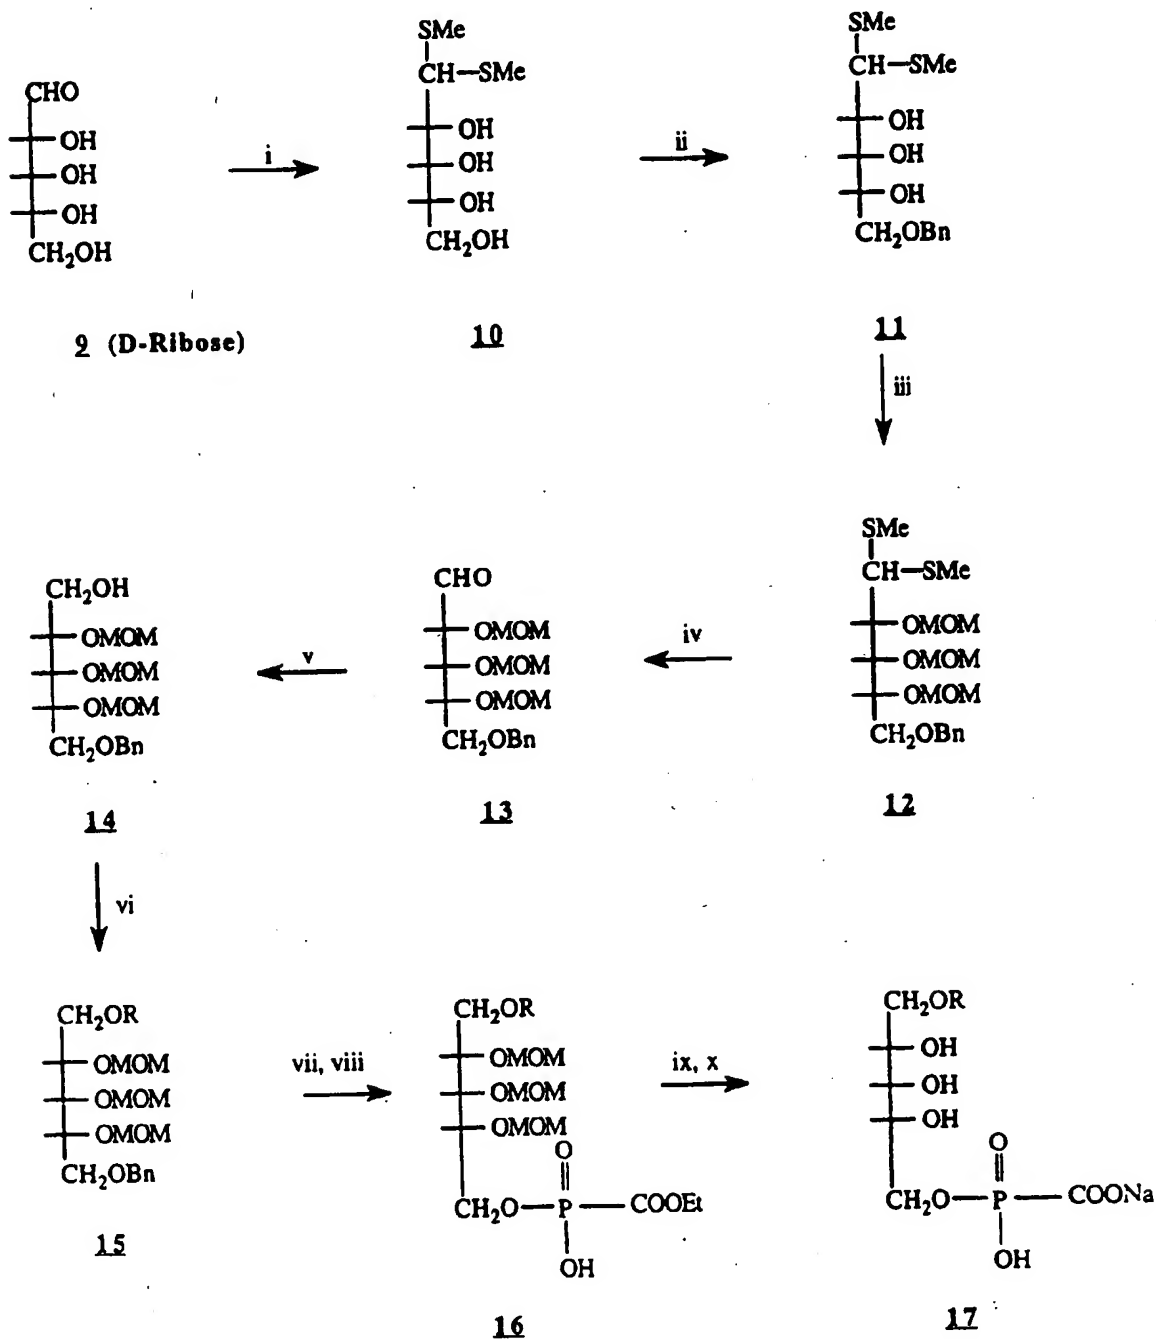 SMe
CH—SMe
OH
OH
OH
CH2OH
10
CHO
OH
OH
OH
CH2OH
9 (D-Ribose)
i
ii
SMe
CH—SMe
OH
OH
OH
CH2OBn
11
iii
SMe
CH—SMe
OMOM
OMOM
OMOM
CH2OBn
12
iv
CHO
OMOM
OMOM
OMOM
CH2OBn
13
v
CH2OH
OMOM
OMOM
OMOM
CH2OBn
14
vi
CH2OR
OMOM
OMOM
OMOM
CH2OBn
15
vii, viii
CH2OR
OMOM
OMOM
OMOM
O
CH2O—P—COOEt
OH
16
ix, x
CH2OR
OH
OH
OH
O
CH2O—P—COONa
OH
17